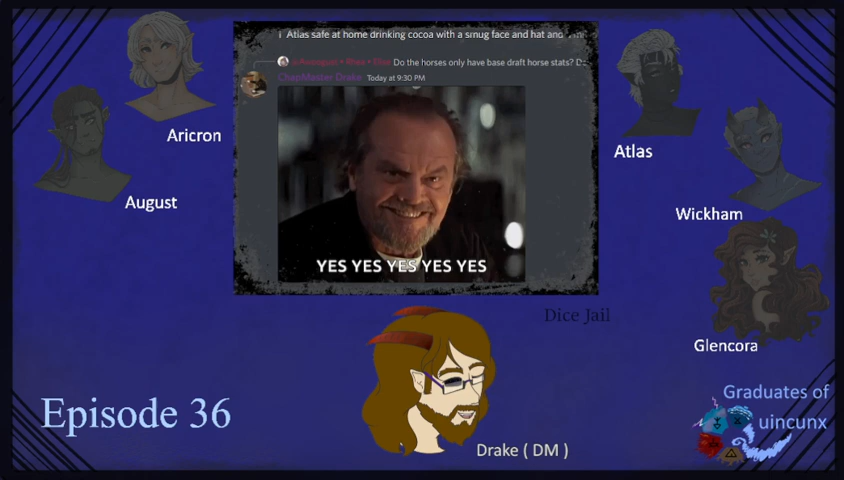 Atlas safe at home drinking cocoa with a smug face and hat and
Do the horses only have base draft horse stats?
ChapMaster Drake Today at 9:30 PM
YES YES YES YES YES
Aricron
August
Atlas
Wickham
Glencora
Dice Jail
Episode 36
Drake ( DM )
Graduates of
uincunx